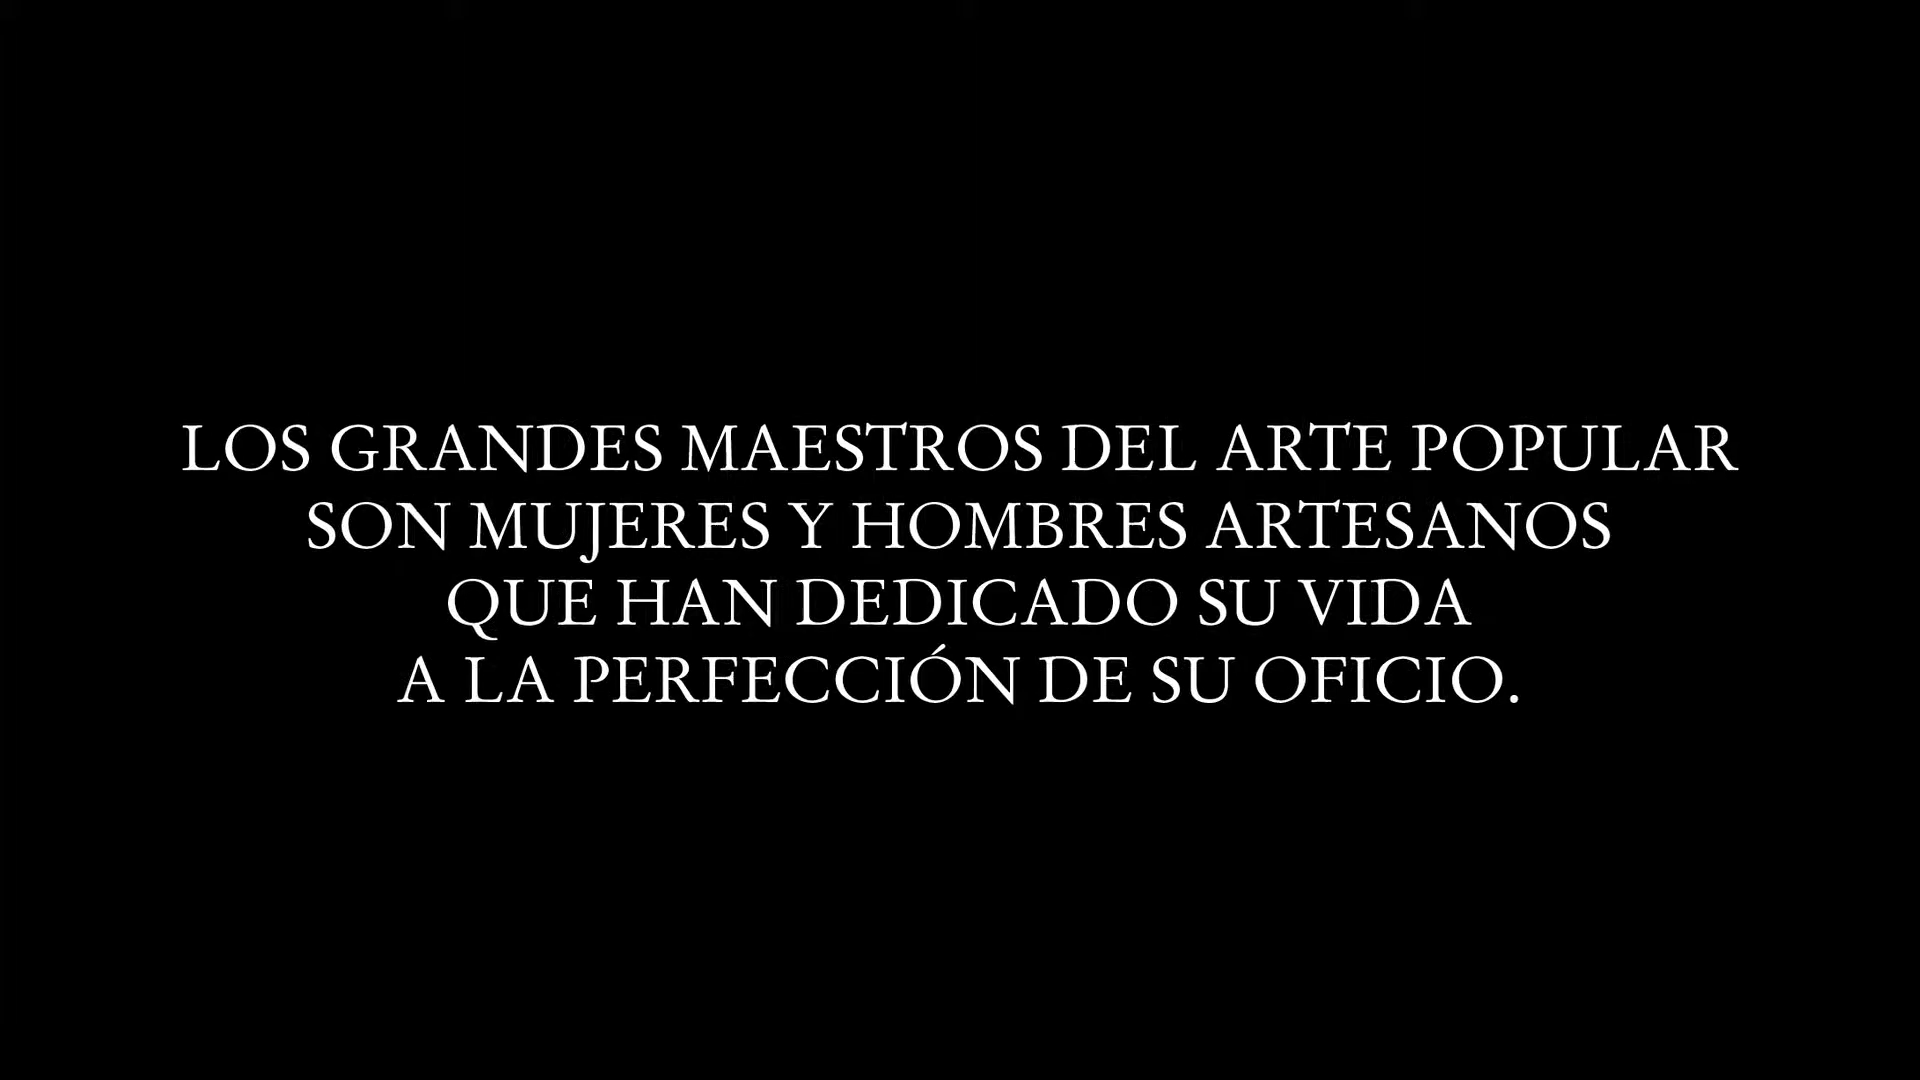 LOS GRANDES MAESTROS DEL ARTE POPULAR
SON MUJERES Y HOMBRES ARTESANOS
QUE HAN DEDICADO SU VIDA
A LA PERFECCIÓN DE SU OFICIO.